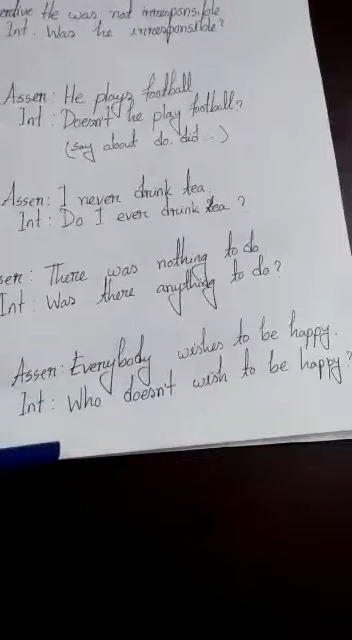 He was not irresponsible
Int. Was he irresponsible?
Assen: He plays football
Int: Doesn't he play football?
(say about do. did...)
Assen: I never drunk tea.
Int: Do I ever drunk tea?
sen: There was nothing to do
Int: Was there anything to do?
Assen: Everybody wishes to be happy.
Int: Who doesn't wish to be happy?